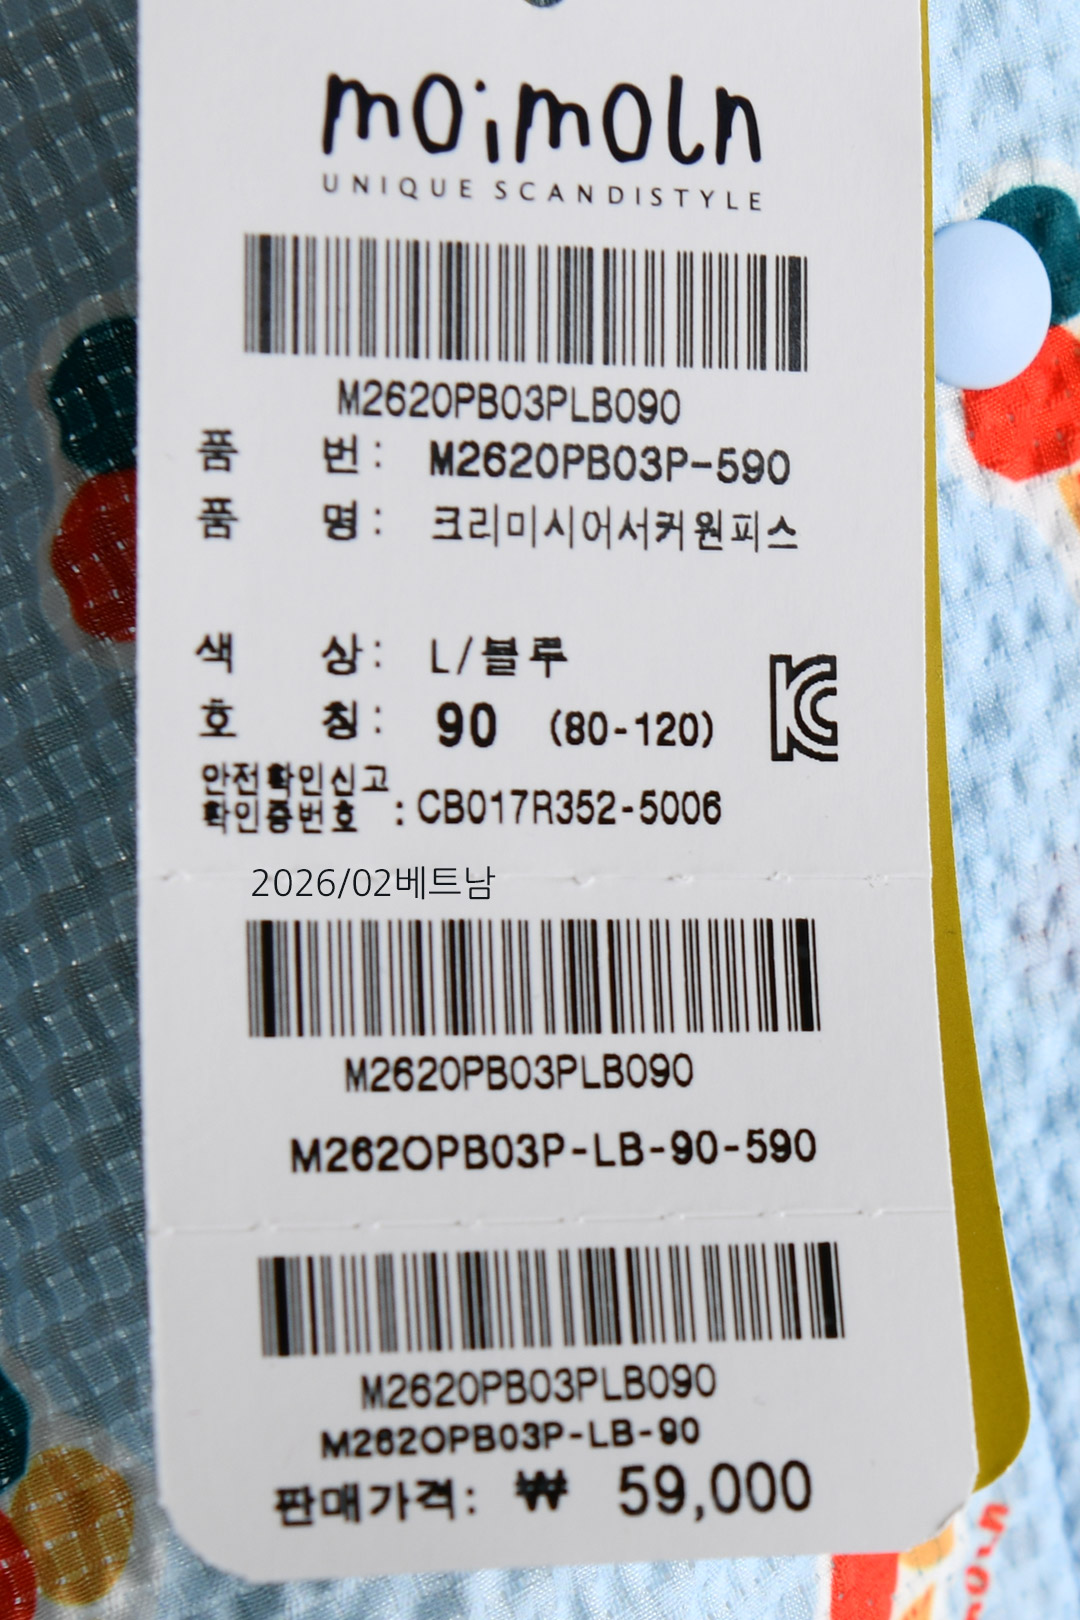 moimoln
UNIQUE SCANDISTYLE
M2620PB03PLB090
품 번 : M2620PB03P-590
품 명 : 크리미시어서커원피스
색 상 : L/블루
호 칭 : 90 (80-120)
안전확인신고
확인증번호 : CB017R352-5006
2026/02베트남
M2620PB03PLB090
M2620PB03P-LB-90-590
M2620PB03PLB090
M2620PB03P-LB-90
판매가격: ₩ 59,000